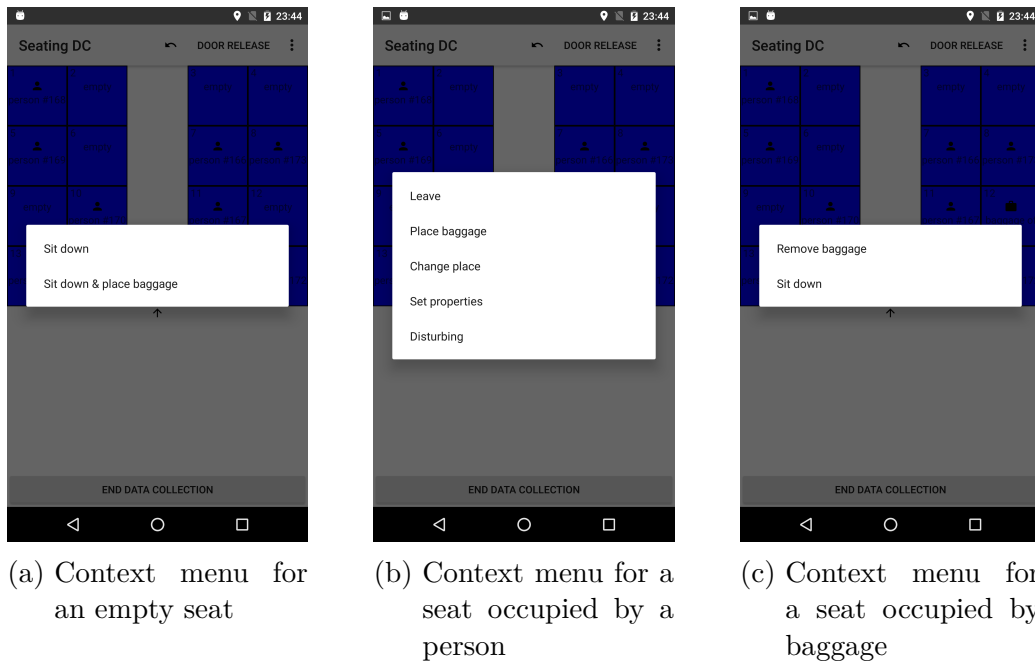 23:44
Seating DC DOOR RELEASE
Sit down
Sit down & place baggage
END DATA COLLECTION
(a) Context menu for
an empty seat
23:44
Seating DC DOOR RELEASE
Leave
Place baggage
Change place
Set properties
Disturbing
END DATA COLLECTION
(b) Context menu for a
seat occupied by a
person
23:44
Seating DC DOOR RELEASE
Remove baggage
Sit down
END DATA COLLECTION
(c) Context menu for
a seat occupied by
baggage